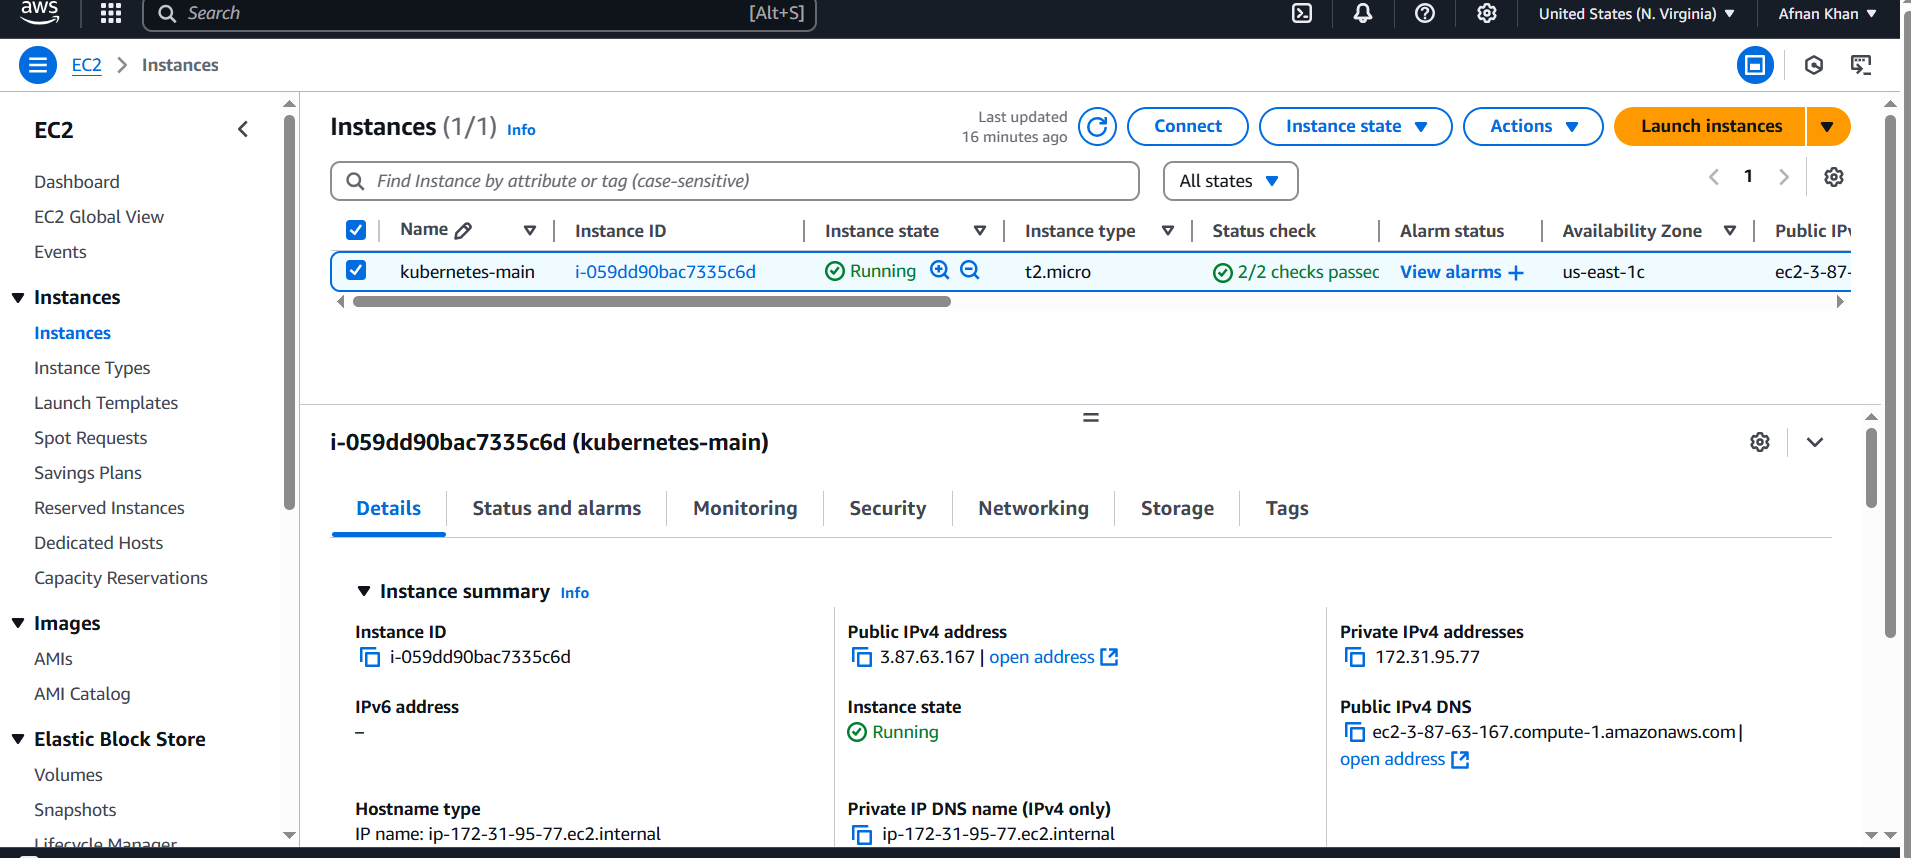 aws
Search [Alt+S]
United States (N. Virginia)
Afnan Khan
EC2 > Instances
EC2
Dashboard
EC2 Global View
Events
Instances
Instances
Instance Types
Launch Templates
Spot Requests
Savings Plans
Reserved Instances
Dedicated Hosts
Capacity Reservations
Images
AMIs
AMI Catalog
Elastic Block Store
Volumes
Snapshots
Lifecycle Manager
Instances (1/1) Info
Last updated
16 minutes ago
Connect
Instance state
Actions
Launch instances
Find Instance by attribute or tag (case-sensitive)
All states
1
Name Instance ID Instance state Instance type Status check Alarm status Availability Zone Public IPv
kubernetes-main i-059dd90bac7335c6d Running t2.micro 2/2 checks passec View alarms + us-east-1c ec2-3-87-
i-059dd90bac7335c6d (kubernetes-main)
Details Status and alarms Monitoring Security Networking Storage Tags
Instance summary Info
Instance ID
i-059dd90bac7335c6d
Public IPv4 address
3.87.63.167 | open address
Private IPv4 addresses
172.31.95.77
IPv6 address
–
Instance state
Running
Public IPv4 DNS
ec2-3-87-63-167.compute-1.amazonaws.com |
open address
Hostname type
IP name: ip-172-31-95-77.ec2.internal
Private IP DNS name (IPv4 only)
ip-172-31-95-77.ec2.internal